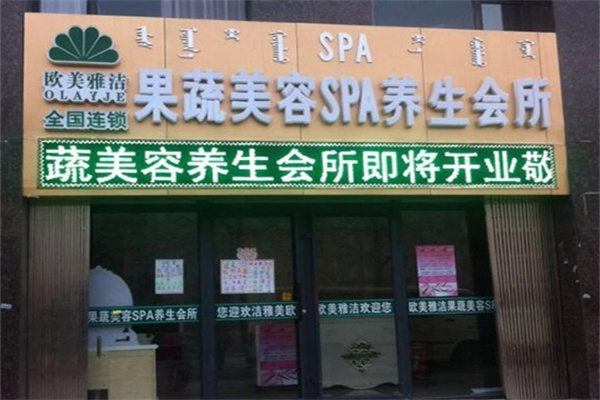 SPA
欧美雅洁
OLAYJE
全国连锁
果蔬美容SPA养生会所
蔬美容养生会所即将开业敬
果蔬美容SPA养生会所
您迎欢洁雅美欧
欧美雅洁欢迎您
欧美雅洁果蔬美容SP